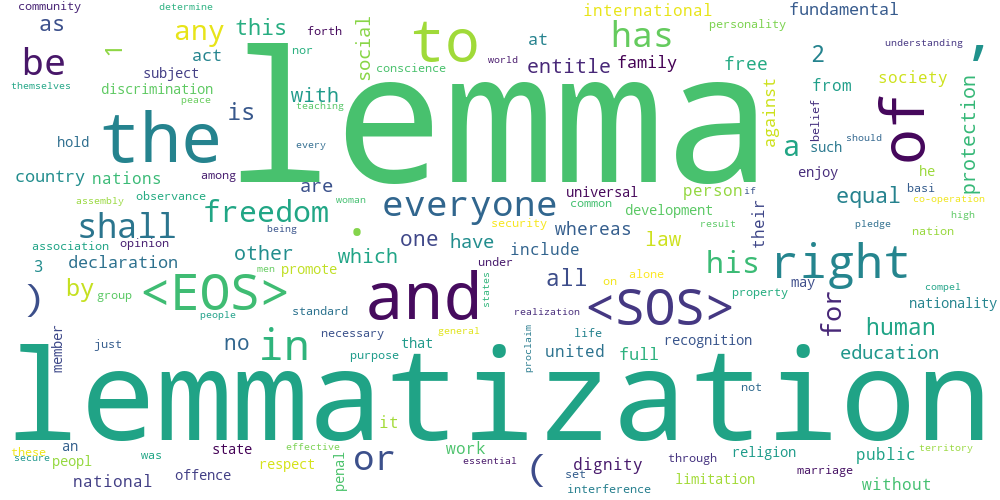 community
determine
as
any
this
forth
social
to
international
has
at
personality
fundamental
act
1
nor
be
subject
conscience
world
entitle
family
free
2
understanding
,
themselves
discrimination
peace
is
with
teaching
lemma
against
from
society
of
protection
the
hold
every
a
such
belief
should
enjoy
he
country
nations
among
are
universal
person
if
equal
basi
co-operation
assembly
observance
woman
everyone
common
development
their
high
shall
freedom
being
security
result
pledge
nation
association
opinion
other
.
one
have
whereas
law
which
include
his
right
3
declaration
men
promote
under
all
on
alone
may
compel
)
by
group
<EOS>
people
standard
and
states
realization
<SOS>
property
for
nationality
member
just
no
in
necessary
that
general
proclaim
life
united
full
recognition
human
education
purpose
lemmatization
not
these
an
it
secure
peopl
was
state
effective
work
essential
or
(
set
dignity
through
religion
public
territory
national
offence
respect
penal
interference
limitation
marriage
without